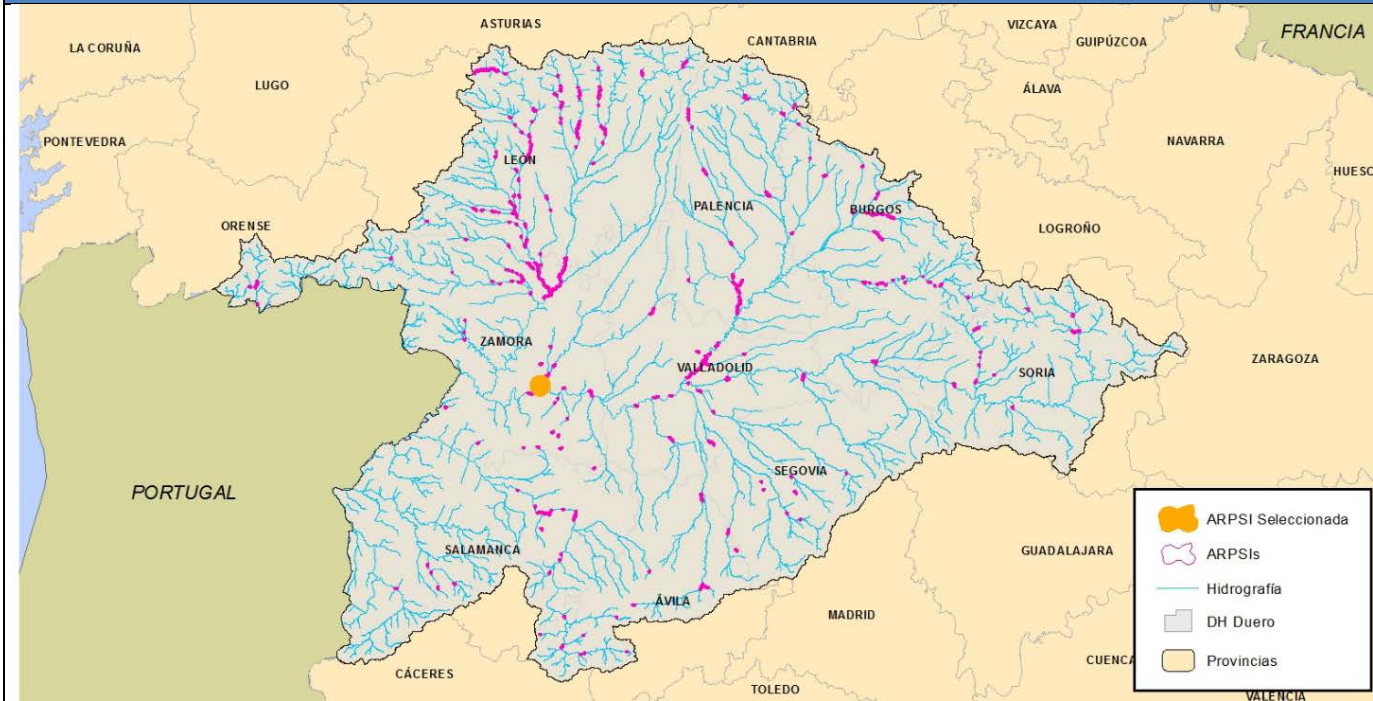 ASTURIAS
VIZCAYA
FRANCIA
LA CORUÑA
CANTABRIA
GUIPÚZCOA
LUGO
ÁLAVA
PONTEVEDRA
NAVARRA
LEÓN
HUESC
PALENCIA
BURGOS
ORENSE
LOGROÑO
ZAMORA
ZARAGOZA
VALLADOLID
SORIA
PORTUGAL
SEGOVIA
SALAMANCA
GUADALAJARA
ÁVILA
MADRID
CÁCERES
CUENCA
TOLEDO
VALENCIA
ARPSI Seleccionada
ARPSIs
Hidrografía
DH Duero
Provincias